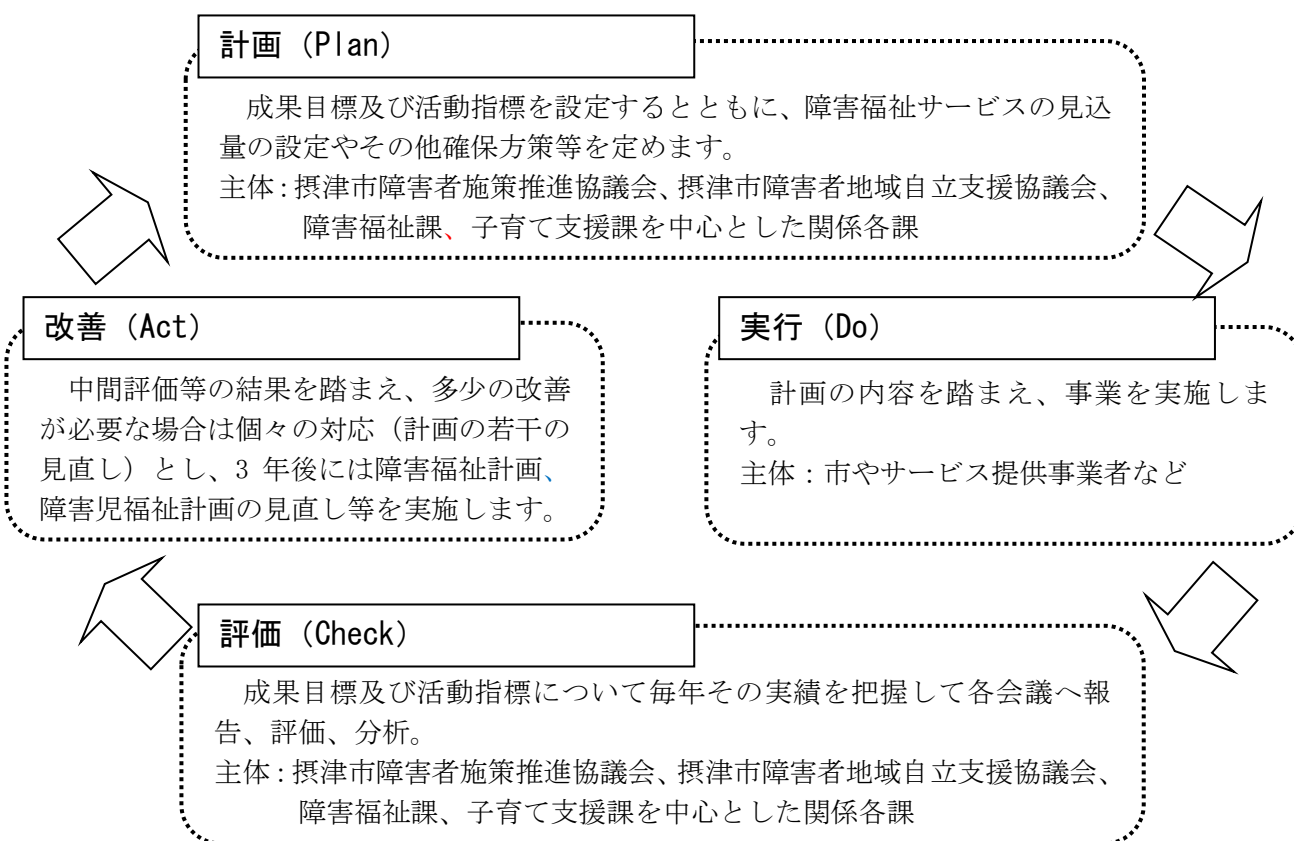 計画（Plan）
成果目標及び活動指標を設定するとともに、障害福祉サービスの見込
量の設定やその他確保方策等を定めます。
主体：摂津市障害者施策推進協議会、摂津市障害者地域自立支援協議会、
障害福祉課、子育て支援課を中心とした関係各課
改善（Act）
中間評価等の結果を踏まえ、多少の改善
が必要な場合は個々の対応（計画の若干の
見直し）とし、3 年後には障害福祉計画、
障害児福祉計画の見直し等を実施します。
実行（Do）
計画の内容を踏まえ、事業を実施しま
す。
主体：市やサービス提供事業者など
評価（Check）
成果目標及び活動指標について毎年その実績を把握して各会議へ報
告、評価、分析。
主体：摂津市障害者施策推進協議会、摂津市障害者地域自立支援協議会、
障害福祉課、子育て支援課を中心とした関係各課